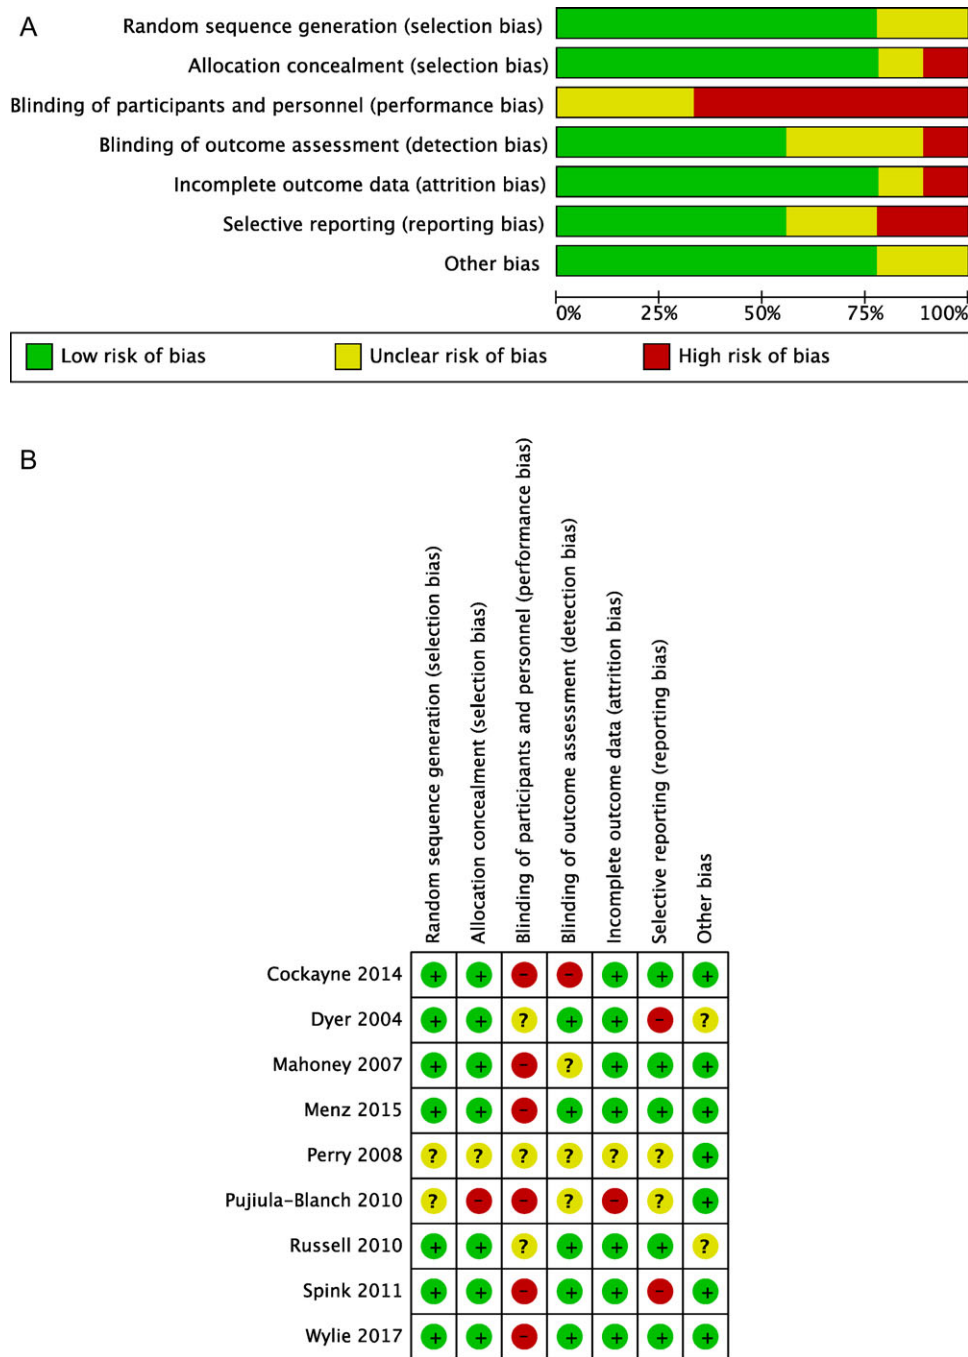 A
Random sequence generation (selection bias)
Allocation concealment (selection bias)
Blinding of participants and personnel (performance bias)
Blinding of outcome assessment (detection bias)
Incomplete outcome data (attrition bias)
Selective reporting (reporting bias)
Other bias
0% 25% 50% 75% 100%
Low risk of bias Unclear risk of bias High risk of bias
B
Random sequence generation (selection bias)
Allocation concealment (selection bias)
Blinding of participants and personnel (performance bias)
Blinding of outcome assessment (detection bias)
Incomplete outcome data (attrition bias)
Selective reporting (reporting bias)
Other bias
Cockayne 2014 + + - - + + +
Dyer 2004 + + ? + + - ?
Mahoney 2007 + + - ? + + +
Menz 2015 + + - + + + +
Perry 2008 ? ? ? ? ? ? +
Pujiula-Blanch 2010 ? - - ? - ? +
Russell 2010 + + ? + + + ?
Spink 2011 + + - + + - +
Wylie 2017 + + - + + + +